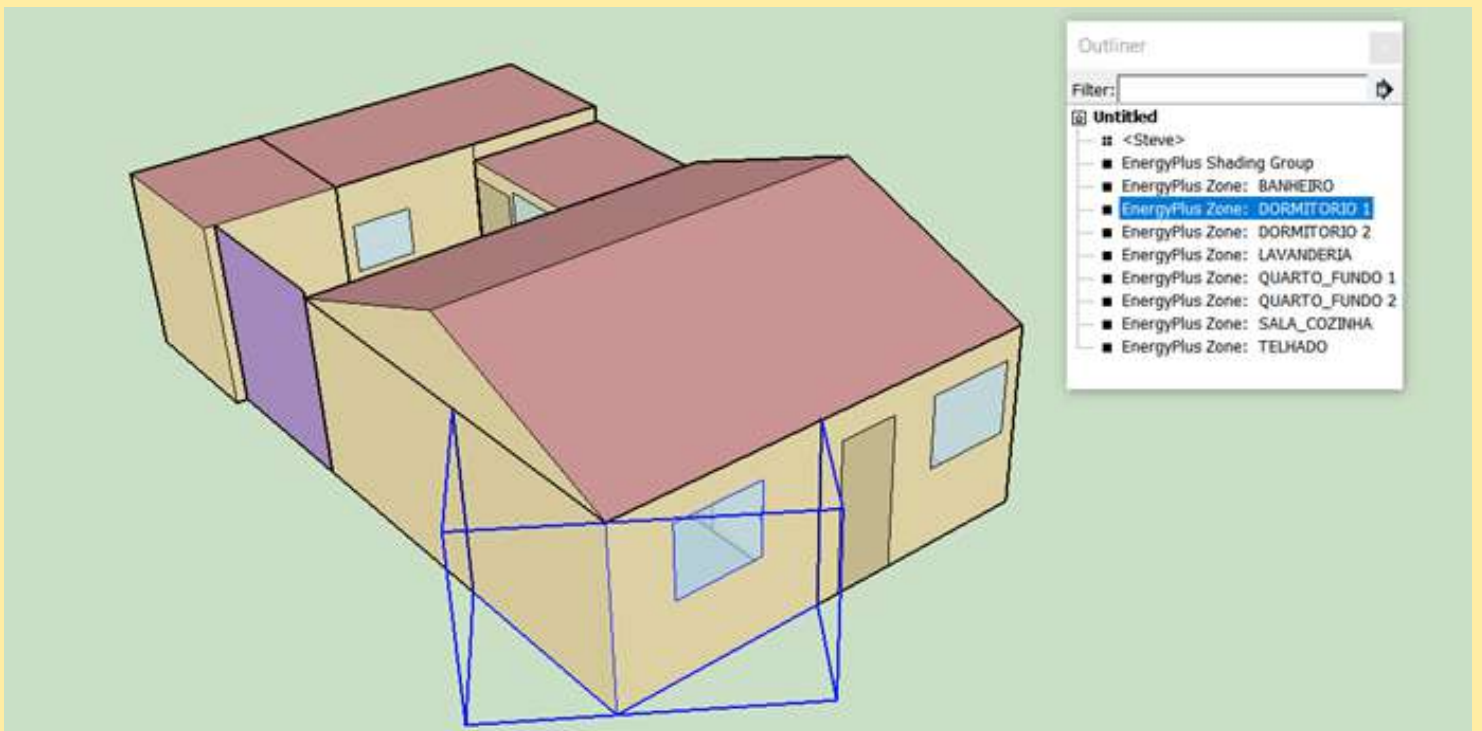 Outliner
Filter:
Untitled
<Steve>
EnergyPlus Shading Group
EnergyPlus Zone: BANHEIRO
EnergyPlus Zone: DORMITORIO 1
EnergyPlus Zone: DORMITORIO 2
EnergyPlus Zone: LAVANDERIA
EnergyPlus Zone: QUARTO_FUNDO 1
EnergyPlus Zone: QUARTO_FUNDO 2
EnergyPlus Zone: SALA_COZINHA
EnergyPlus Zone: TELHADO